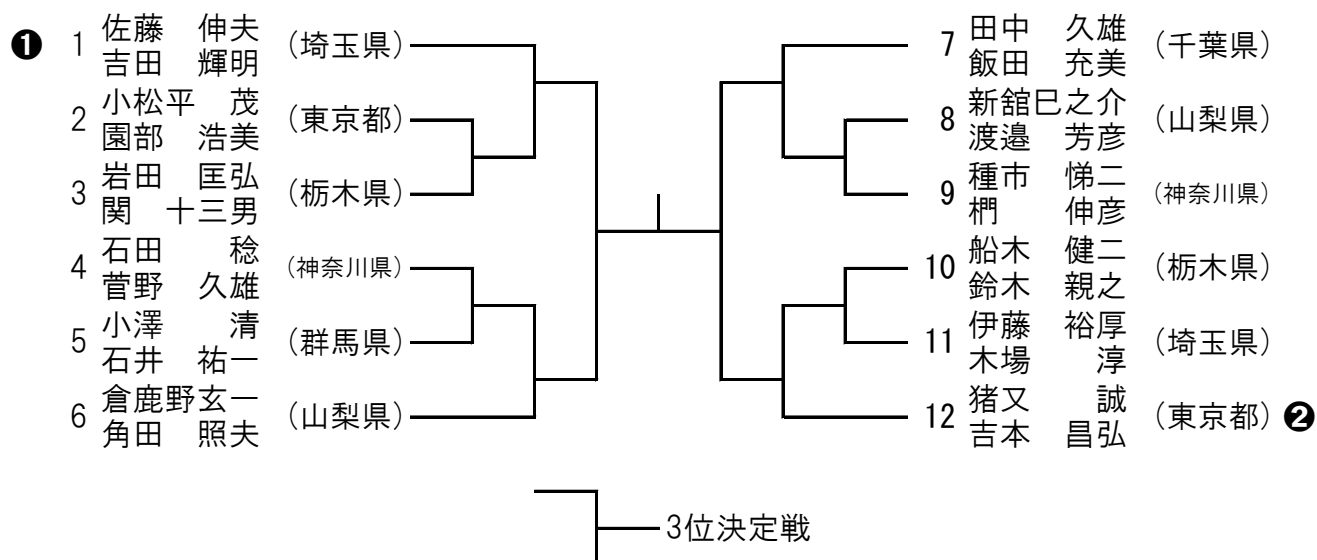 ❶ 1 佐藤　伸夫 (埼玉県)
吉田　輝明
2 小松平　茂 (東京都)
園部　浩美
3 岩田　匡弘 (栃木県)
関　十三男
4 石田　　稔 (神奈川県)
菅野　久雄
5 小澤　　清 (群馬県)
石井　祐一
6 倉鹿野玄一 (山梨県)
角田　照夫
7 田中　久雄 (千葉県)
飯田　充美
8 新舘巳之介 (山梨県)
渡邉　芳彦
9 種市　悌二 (神奈川県)
椚　　伸彦
10 船木　健二 (栃木県)
鈴木　親之
11 伊藤　裕厚 (埼玉県)
木場　　淳
12 猪又　　誠 (東京都) ❷
吉本　昌弘
3位決定戦